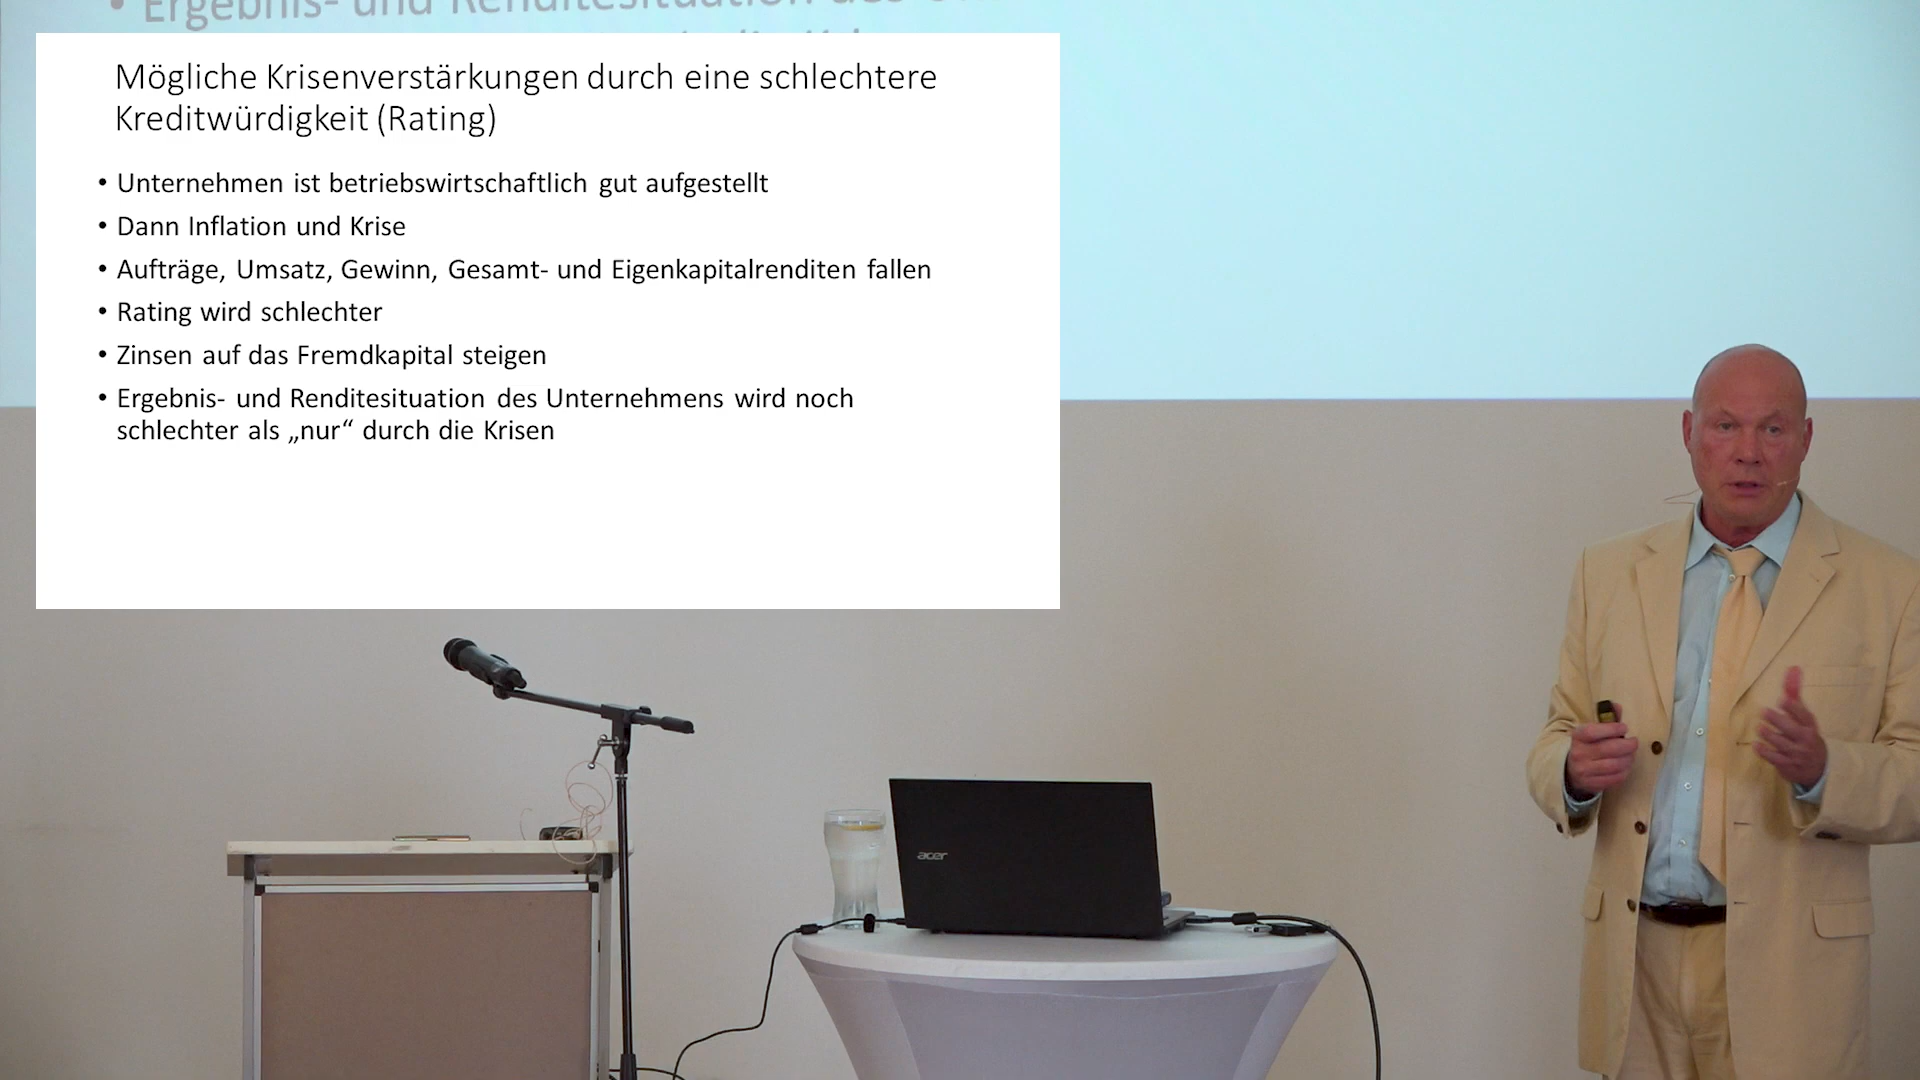 Ergebnis- und Renditesituation des
Mögliche Krisenverstärkungen durch eine schlechtere
Kreditwürdigkeit (Rating)
• Unternehmen ist betriebswirtschaftlich gut aufgestellt
• Dann Inflation und Krise
• Aufträge, Umsatz, Gewinn, Gesamt- und Eigenkapitalrenditen fallen
• Rating wird schlechter
• Zinsen auf das Fremdkapital steigen
• Ergebnis- und Renditesituation des Unternehmens wird noch
schlechter als „nur“ durch die Krisen
acer